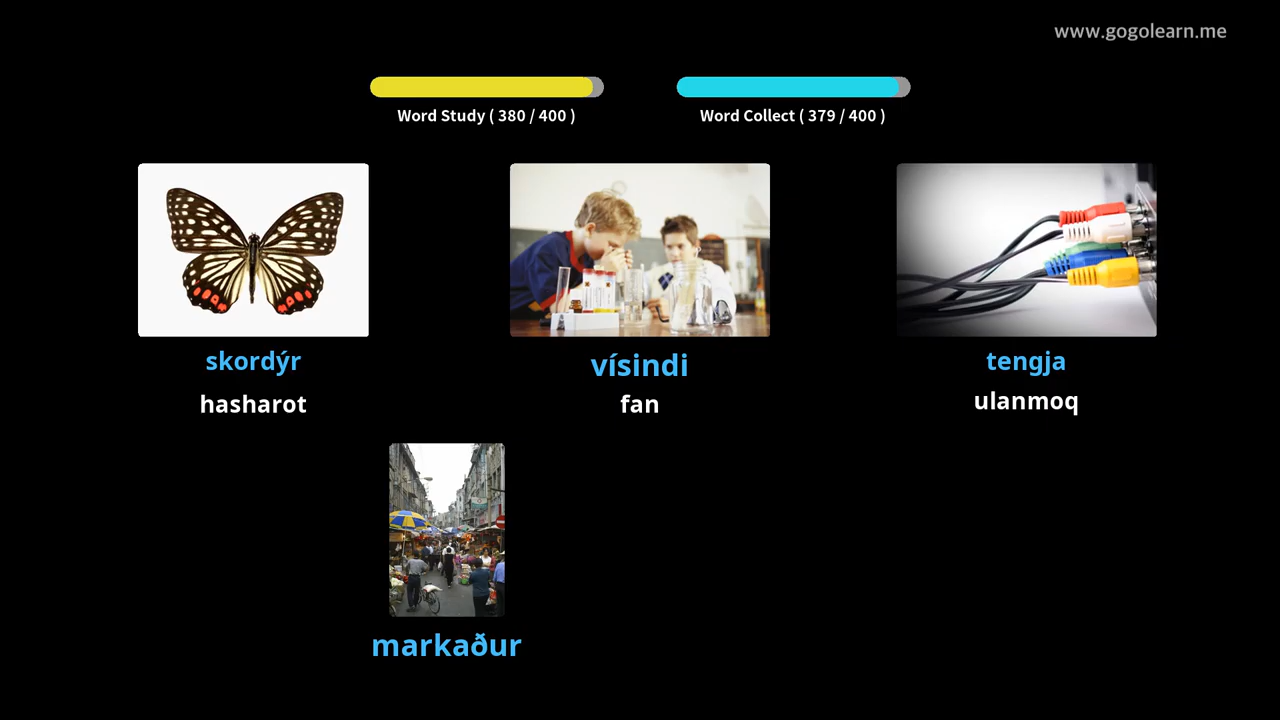 www.gogolearn.me
Word Study ( 380 / 400 )
Word Collect ( 379 / 400 )
skordýr
vísindi
tengja
hasharot
fan
ulanmoq
markaður